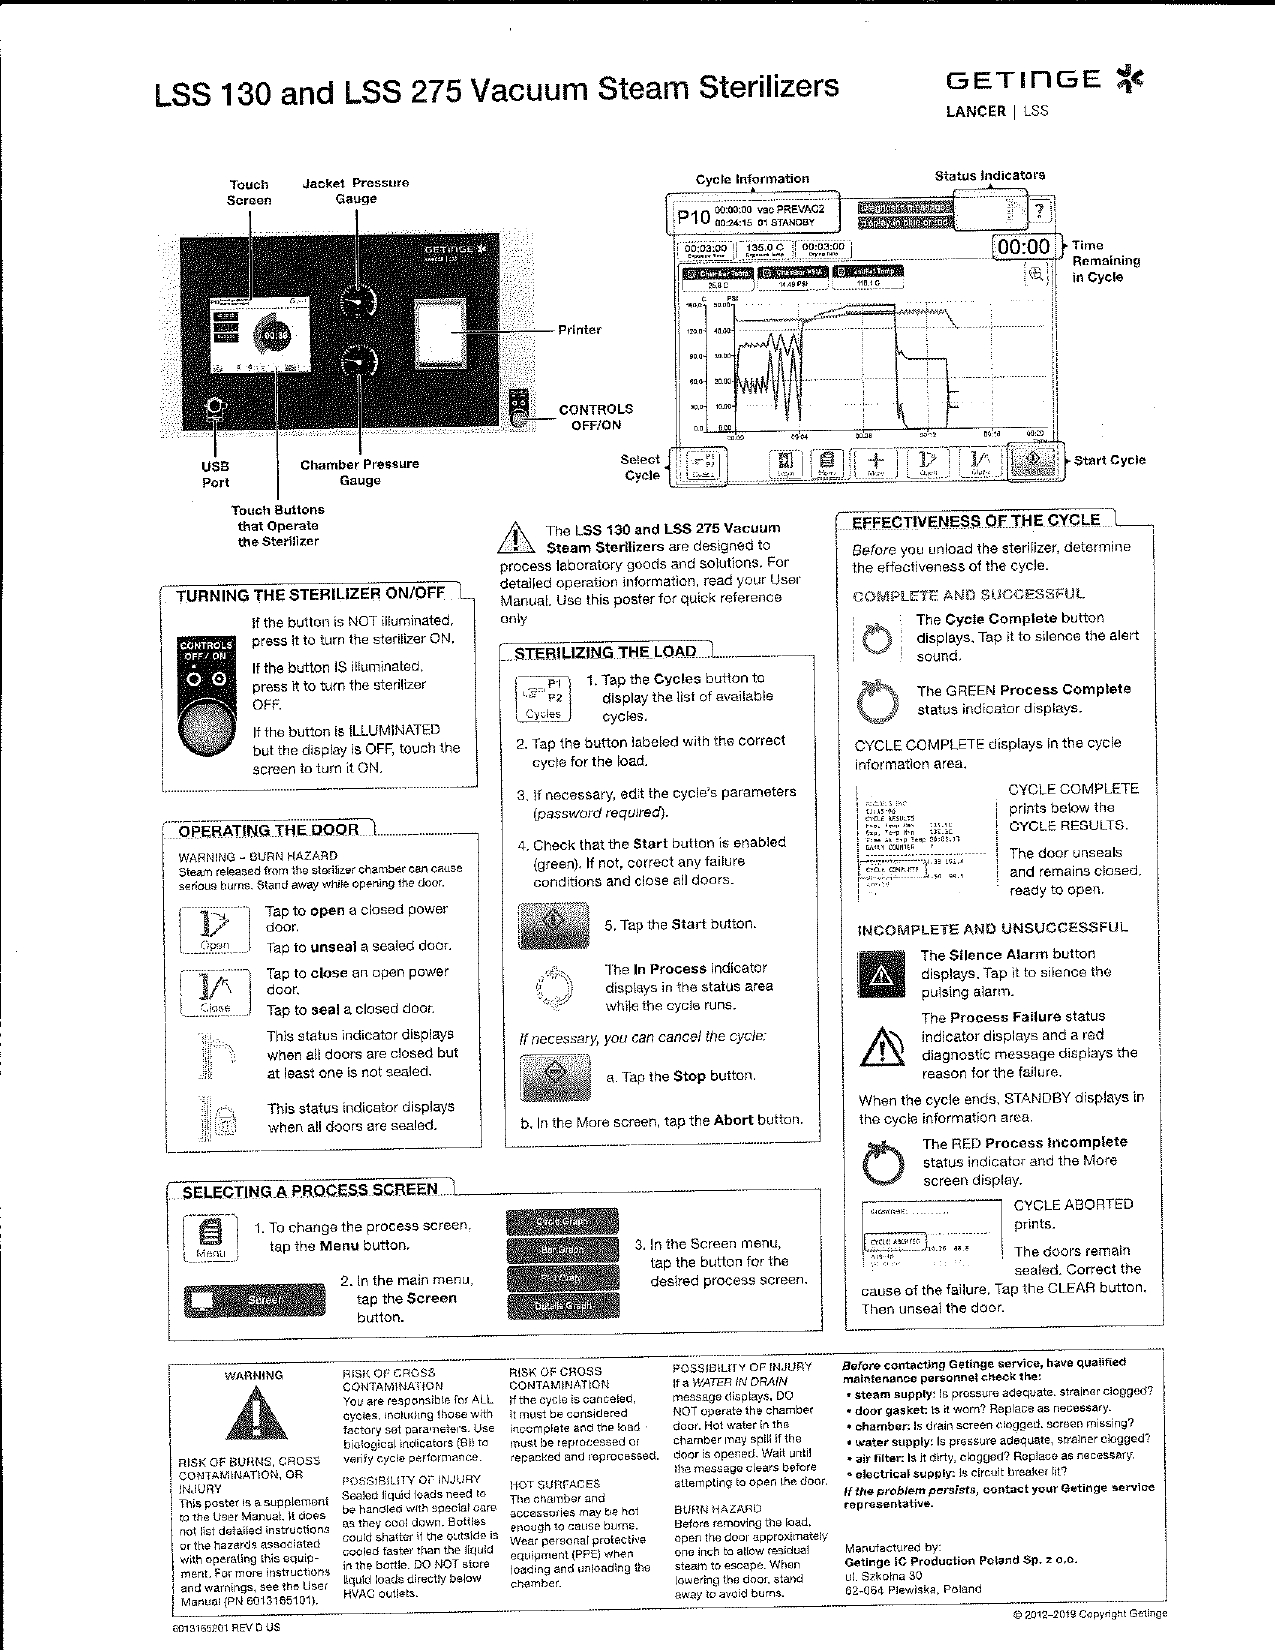 LSS 130 and LSS 275 Vacuum Steam Sterilizers
GETINGE
LANCER | LSS
Touch
Screen
Jacket Pressure
Gauge
GETINGE
Printer
CONTROLS
OFF/ON
USB
Port
Chamber Pressure
Gauge
Touch Buttons
that Operate
the Sterilizer
Cycle Information
Status Indicators
P10
00:00:00 vac PREVAC2
00:24:15 01 STANDBY
?
00:03:00
135.0 C
00:03:00
00:00
Time
Remaining
in Cycle
Select
Cycle
Start Cycle
TURNING THE STERILIZER ON/OFF
CONTROLS
OFF / ON
If the button is NOT illuminated,
press it to turn the sterilizer ON.
If the button IS illuminated,
press it to turn the sterilizer
OFF.
If the button is ILLUMINATED
but the display is OFF, touch the
screen to turn it ON.
OPERATING THE DOOR
WARNING – BURN HAZARD
Steam released from the sterilizer chamber can cause
serious burns. Stand away while opening the door.
Open
Tap to open a closed power
door.
Tap to unseal a sealed door.
Close
Tap to close an open power
door.
Tap to seal a closed door.
This status indicator displays
when all doors are closed but
at least one is not sealed.
This status indicator displays
when all doors are sealed.
The LSS 130 and LSS 275 Vacuum
Steam Sterilizers are designed to
process laboratory goods and solutions. For
detailed operation information, read your User
Manual. Use this poster for quick reference
only
STERILIZING THE LOAD
P1
P2
Cycles
1. Tap the Cycles button to
display the list of available
cycles.
2. Tap the button labeled with the correct
cycle for the load.
3. If necessary, edit the cycle's parameters
(password required).
4. Check that the Start button is enabled
(green). If not, correct any failure
conditions and close all doors.
5. Tap the Start button.
The In Process indicator
displays in the status area
while the cycle runs.
If necessary, you can cancel the cycle:
a. Tap the Stop button.
b. In the More screen, tap the Abort button.
EFFECTIVENESS OF THE CYCLE
Before you unload the sterilizer, determine
the effectiveness of the cycle.
COMPLETE AND SUCCESSFUL
The Cycle Complete button
displays. Tap it to silence the alert
sound.
The GREEN Process Complete
status indicator displays.
CYCLE COMPLETE displays in the cycle
information area.
CYCLE COMPLETE
prints below the
CYCLE RESULTS.
The door unseals
and remains closed,
ready to open.
INCOMPLETE AND UNSUCCESSFUL
The Silence Alarm button
displays. Tap it to silence the
pulsing alarm.
The Process Failure status
indicator displays and a red
diagnostic message displays the
reason for the failure.
When the cycle ends, STANDBY displays in
the cycle information area.
The RED Process Incomplete
status indicator and the More
screen display.
CYCLE ABORTED
prints.
The doors remain
sealed. Correct the
cause of the failure. Tap the CLEAR button.
Then unseal the door.
SELECTING A PROCESS SCREEN
Menu
1. To change the process screen,
tap the Menu button.
Screen
2. In the main menu,
tap the Screen
button.
Cycle Graph
Bar Graph
Details Graph
3. In the Screen menu,
tap the button for the
desired process screen.
WARNING
RISK OF BURNS, CROSS
CONTAMINATION, OR
INJURY
This poster is a supplement
to the User Manual. It does
not list detailed instructions
or the hazards associated
with operating this equip-
ment. For more instructions
and warnings, see the User
Manual (PN 6013165101).
RISK OF CROSS
CONTAMINATION
You are responsible for ALL
cycles, including those with
factory set parameters. Use
biological indicators (BI) to
verify cycle performance.
POSSIBILITY OF INJURY
Sealed liquid loads need to
be handled with special care
as they cool down. Bottles
could shatter if the outside is
cooled faster than the liquid
in the bottle. DO NOT store
liquid loads directly below
HVAC outlets.
RISK OF CROSS
CONTAMINATION
If the cycle is canceled,
it must be considered
incomplete and the load
must be reprocessed or
repacked and reprocessed.
HOT SURFACES
The chamber and
accessories may be hot
enough to cause burns.
Wear personal protective
equipment (PPE) when
loading and unloading the
chamber.
POSSIBILITY OF INJURY
If a WATER IN DRAIN
message displays, DO
NOT operate the chamber
door. Hot water in the
chamber may spill if the
door is opened. Wait until
the message clears before
attempting to open the door.
BURN HAZARD
Before removing the load,
open the door approximately
one inch to allow residual
steam to escape. When
lowering the door, stand
away to avoid burns.
Before contacting Getinge service, have qualified
maintenance personnel check the:
• steam supply: Is pressure adequate, strainer clogged?
• door gasket: Is it worn? Replace as necessary.
• chamber: Is drain screen clogged, screen missing?
• water supply: Is pressure adequate, strainer clogged?
• air filter: Is it dirty, clogged? Replace as necessary.
• electrical supply: Is circuit breaker lit?
If the problem persists, contact your Getinge service
representative.
Manufactured by:
Getinge IC Production Poland Sp. z o.o.
ul. Szkolna 30
62-064 Plewiska, Poland
© 2012–2019 Copyright Getinge
6013165201 REV D US